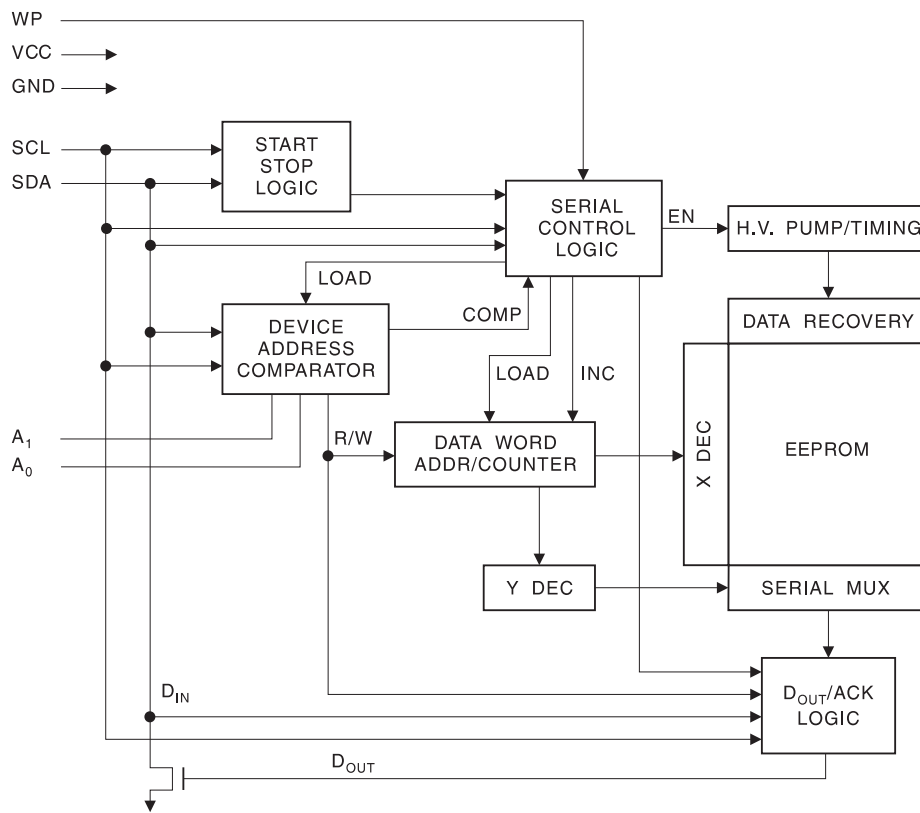 WP
VCC
GND
SCL
SDA
START
STOP
LOGIC
SERIAL
CONTROL
LOGIC
EN
H.V. PUMP/TIMING
LOAD
COMP
DEVICE
ADDRESS
COMPARATOR
DATA RECOVERY
LOAD
INC
A1
A0
R/W
DATA WORD
ADDR/COUNTER
X DEC
EEPROM
Y DEC
SERIAL MUX
DIN
DOUT/ACK
LOGIC
DOUT